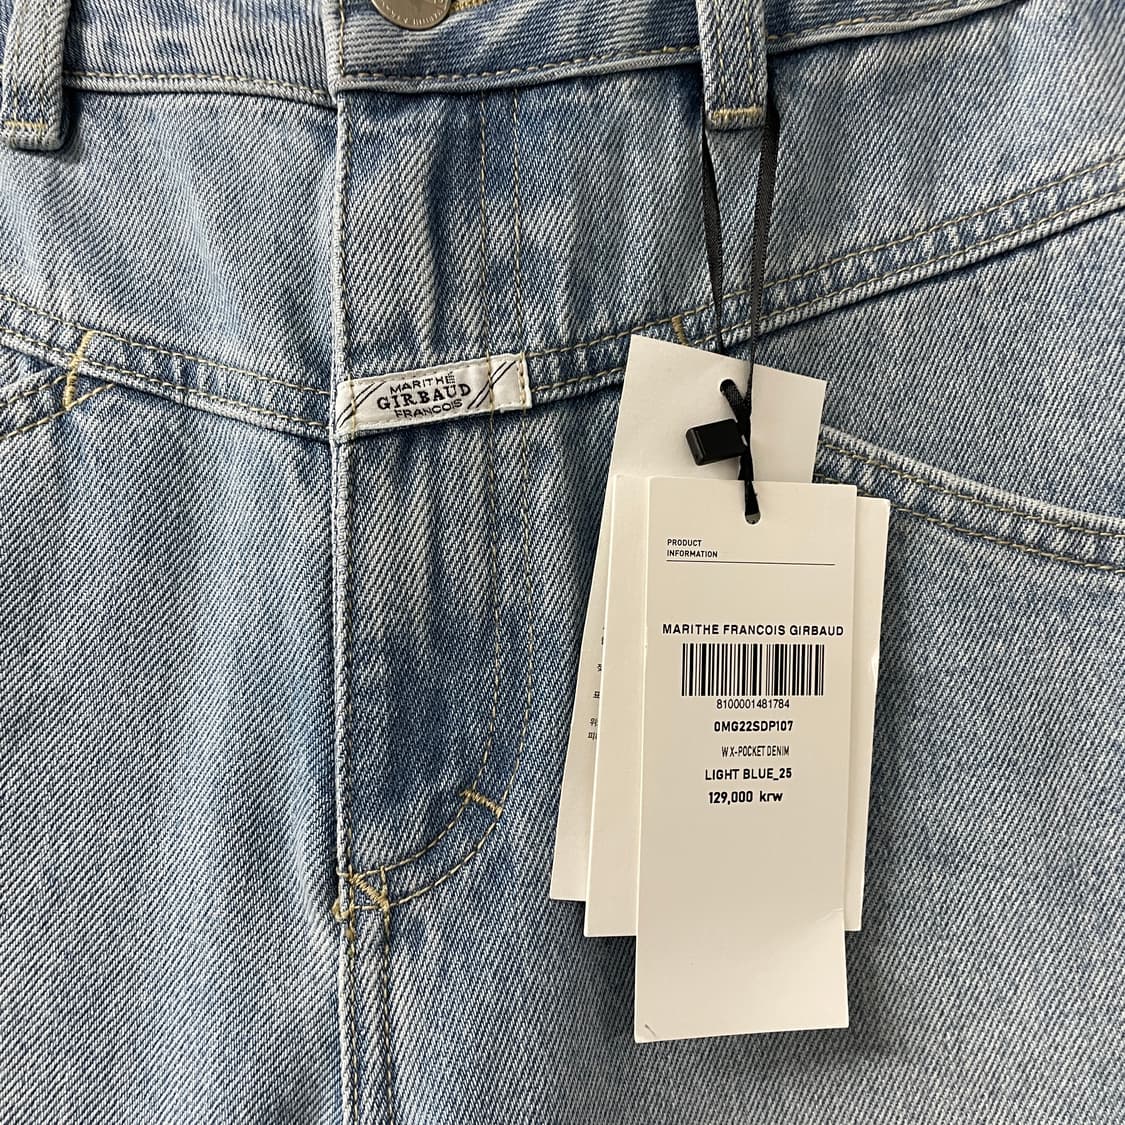 MARITHÉ
GIRBAUD
FRANCOIS
PRODUCT
INFORMATION
MARITHE FRANCOIS GIRBAUD
8100001481784
0MG22SDP107
W X-POCKET DENIM
LIGHT BLUE_25
129,000 krw